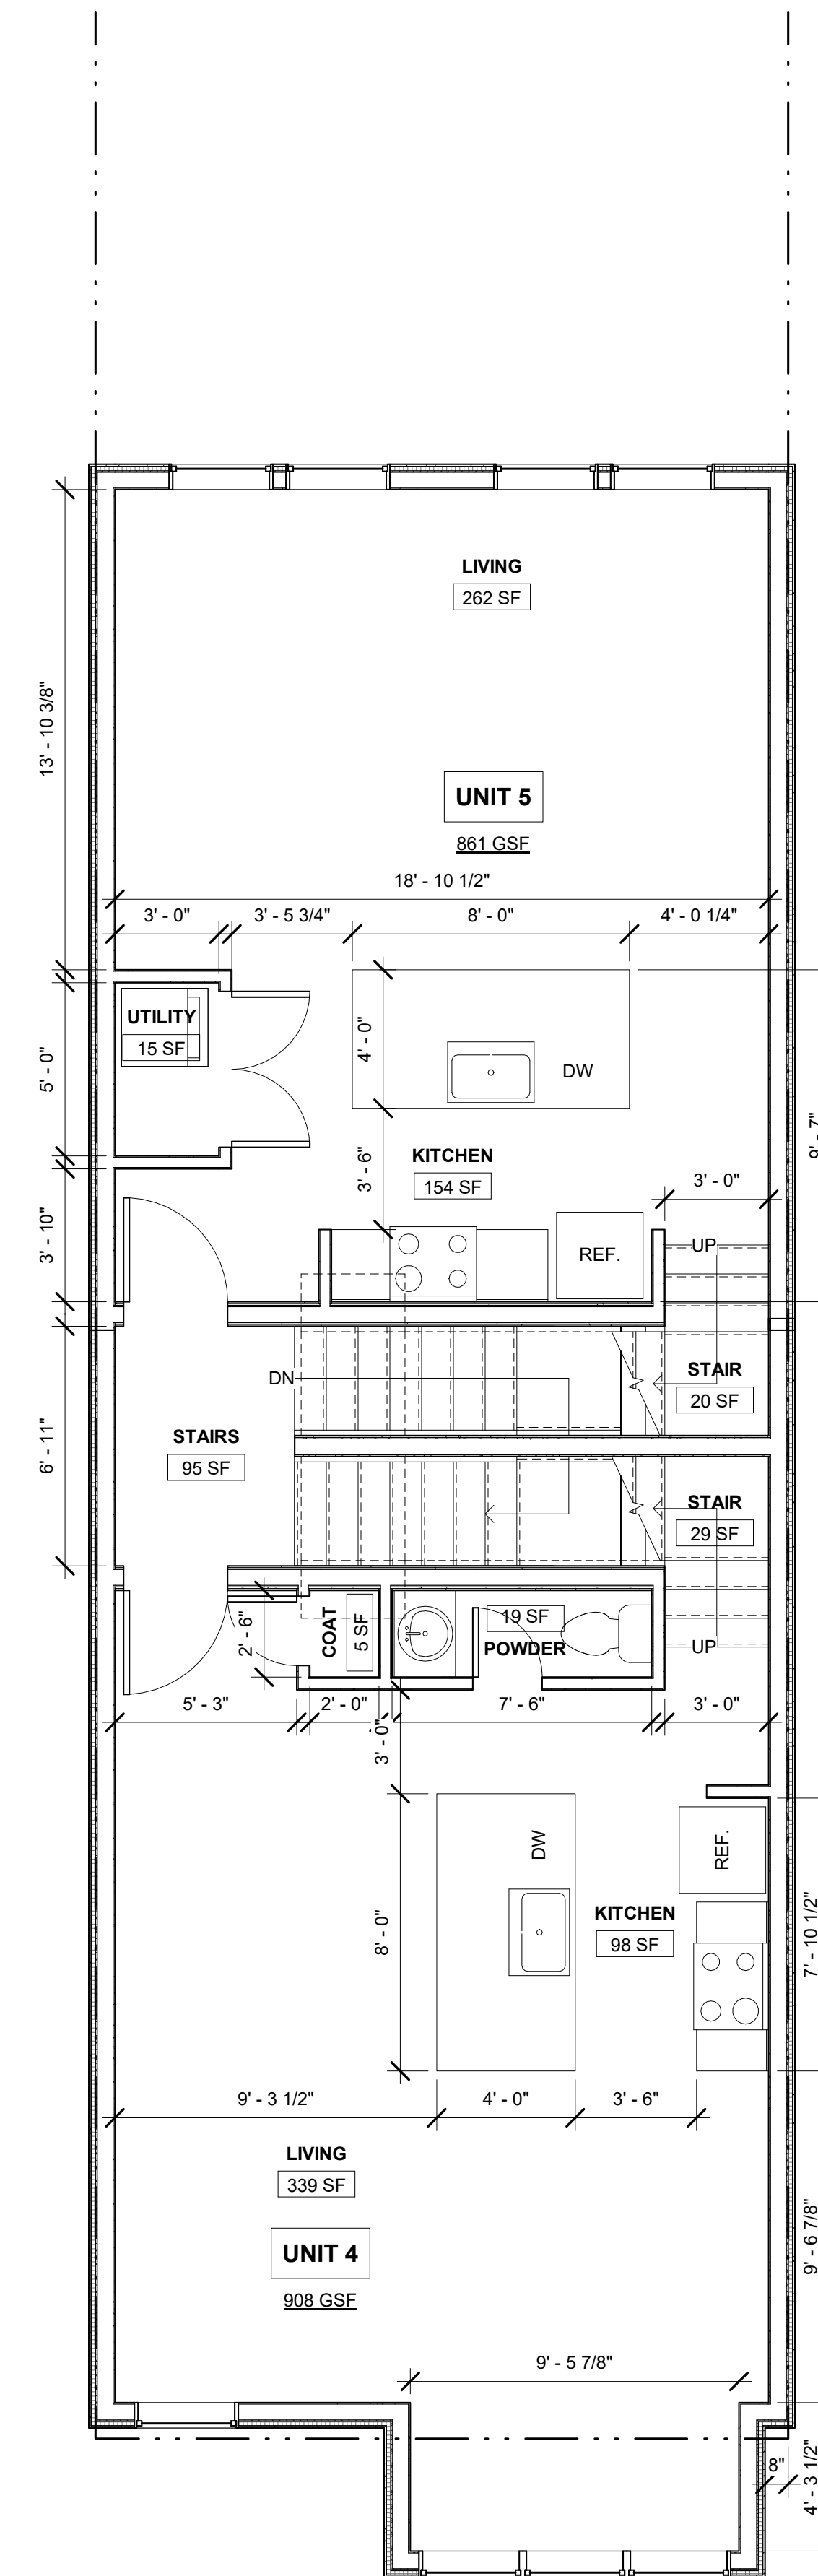 LIVING
262 SF
13' - 10 3/8"
UNIT 5
861 GSF
18' - 10 1/2"
3' - 0"
3' - 5 3/4"
8' - 0"
4' - 0 1/4"
UTILITY
15 SF
4' - 0"
DW
5' - 0"
9' - 7"
KITCHEN
154 SF
3' - 6"
3' - 0"
3' - 10"
REF.
UP
DN
STAIR
20 SF
STAIRS
95 SF
6' - 11"
STAIR
29 SF
COAT
5 SF
2' - 6"
19 SF
POWDER
UP
5' - 3"
2' - 0"
7' - 6"
3' - 0"
3' - 0"
DW
REF.
KITCHEN
98 SF
8' - 0"
7' - 10 1/2"
9' - 3 1/2"
4' - 0"
3' - 6"
LIVING
339 SF
UNIT 4
908 GSF
9' - 6 7/8"
9' - 5 7/8"
8"
4' - 3 1/2"